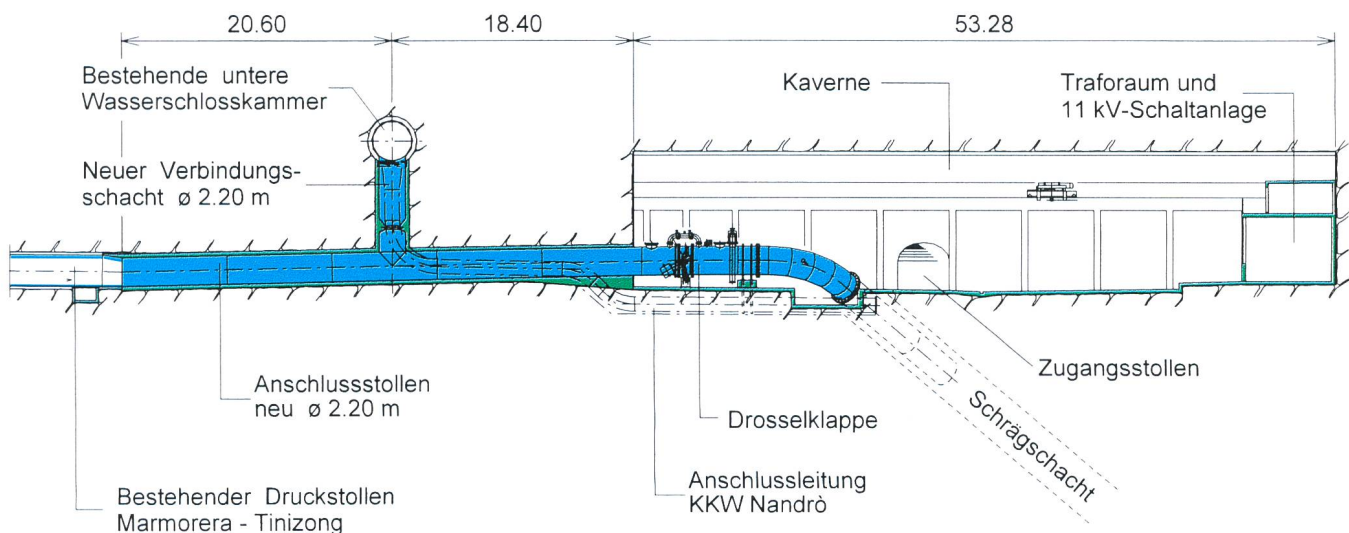 20.60
18.40
53.28
Bestehende untere
Wasserschlosskammer
Kaverne
Traforaum und
11 kV-Schaltanlage
Neuer Verbindungs-
schacht ø 2.20 m
Anschlussstollen
neu ø 2.20 m
Drosselklappe
Zugangsstollen
Schrägschacht
Anschlussleitung
KKW Nandrò
Bestehender Druckstollen
Marmorera - Tinizong